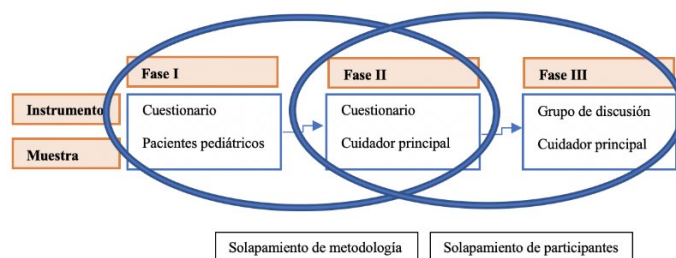 Fase I
Fase II
Fase III
Instrumento
Cuestionario
Cuestionario
Grupo de discusión
Muestra
Pacientes pediátricos
Cuidador principal
Cuidador principal
Solapamiento de metodología
Solapamiento de participantes